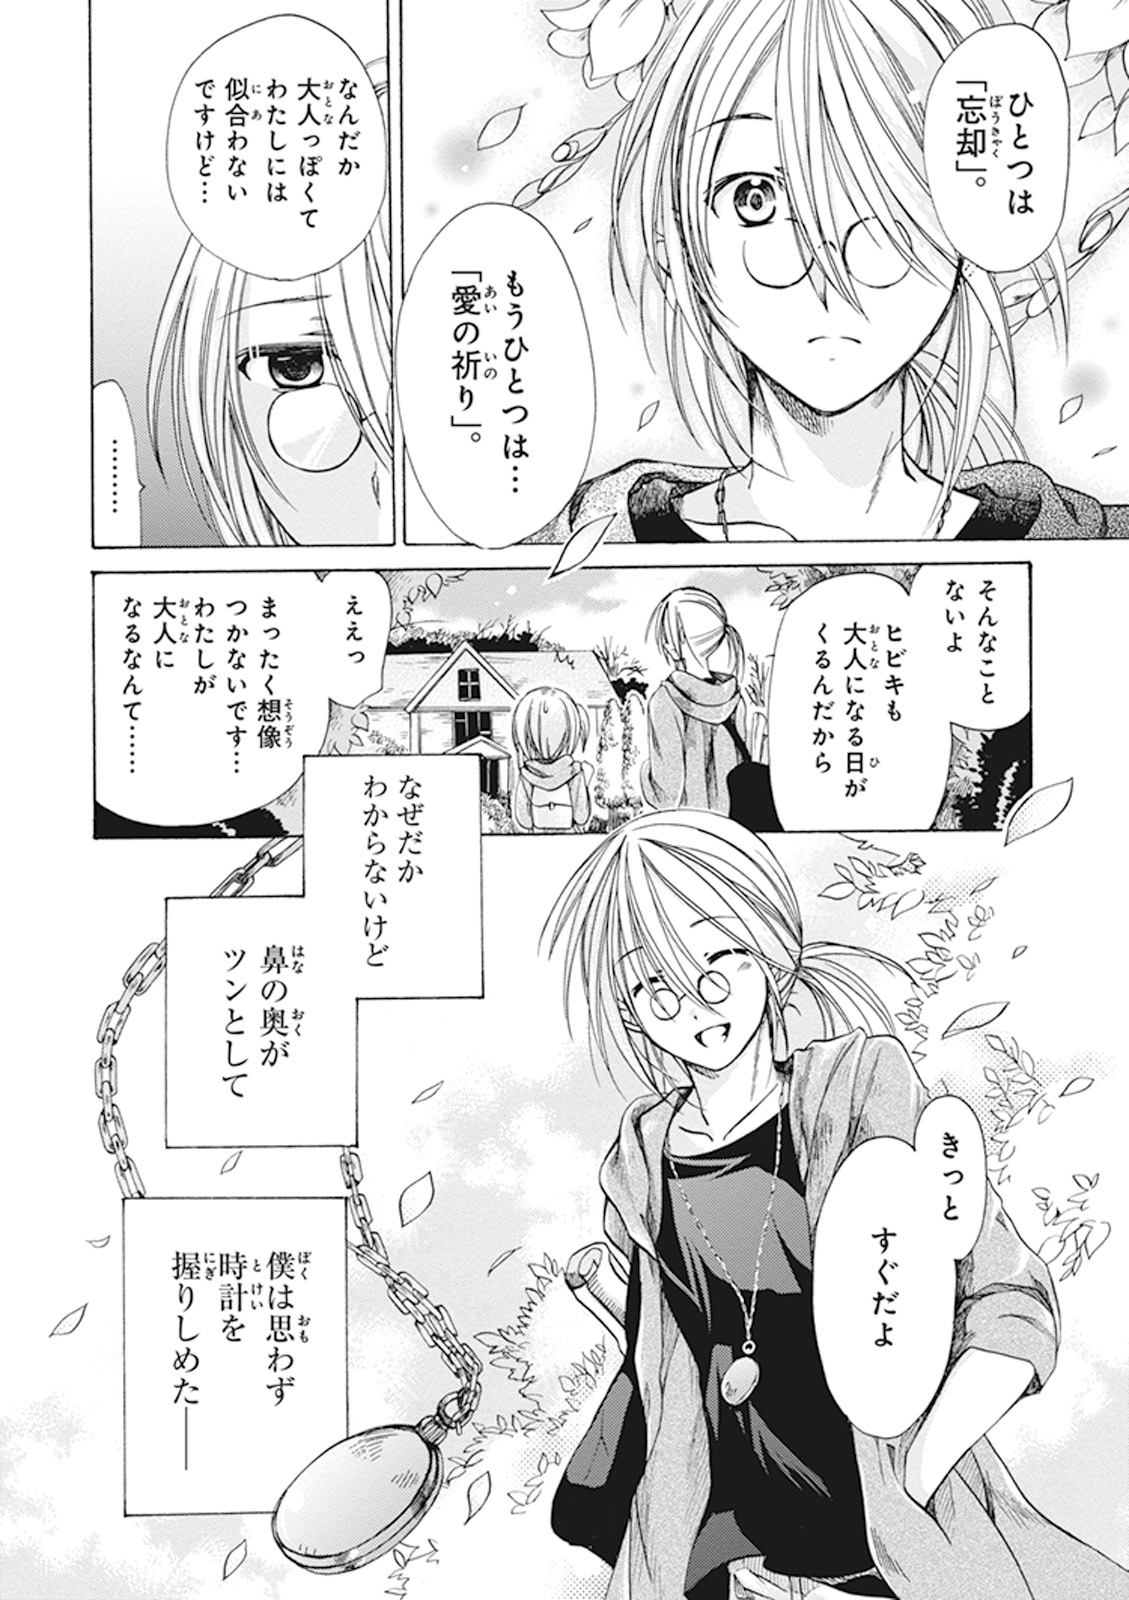 ひとつは
「忘却」。
もうひとつは…
「愛の祈り」。
なんだか
大人っぽくて
わたしには
似合わない
ですけど…
………
そんなこと
ないよ
ヒビキも
大人になる日が
くるんだから
ええっ
まったく想像
つかないです…
わたしが
大人に
なるなんて……
なぜだか
わからないけど
鼻の奥が
ツンとして
きっと
すぐだよ
僕は思わず
時計を
握りしめた──